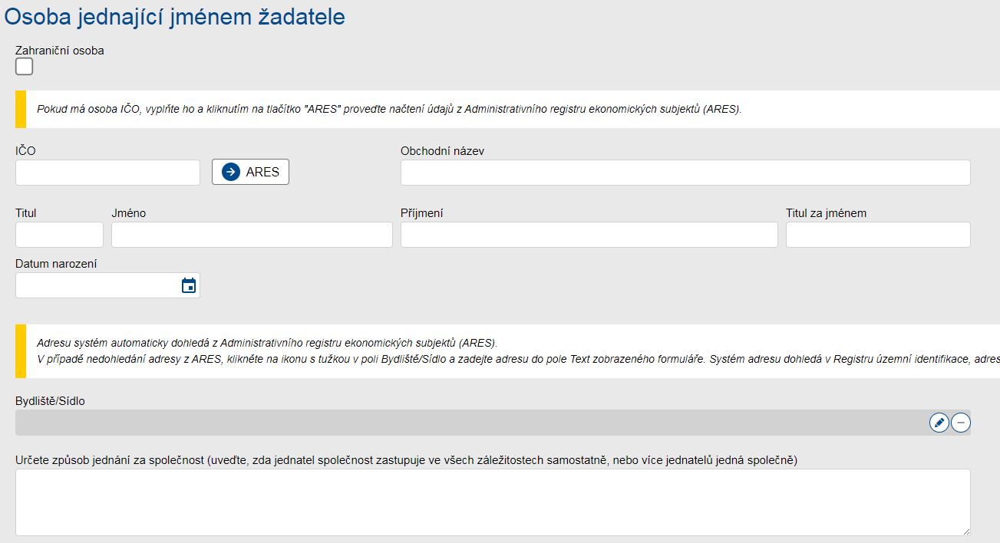 Osoba jednající jménem žadatele
Zahraniční osoba
Pokud má osoba IČO, vyplňte ho a kliknutím na tlačítko "ARES" proveďte načtení údajů z Administrativního registru ekonomických subjektů (ARES).
IČO
Obchodní název
ARES
Titul
Jméno
Příjmení
Titul za jménem
Datum narození
Adresu systém automaticky dohledá z Administrativního registru ekonomických subjektů (ARES).
V případě nedohledání adresy z ARES, klikněte na ikonu s tužkou v poli Bydliště/Sídlo a zadejte adresu do pole Text zobrazeného formuláře. Systém adresu dohledá v Registru územní identifikace, adres
Bydliště/Sídlo
Určete způsob jednání za společnost (uveďte, zda jednatel společnost zastupuje ve všech záležitostech samostatně, nebo více jednatelů jedná společně)